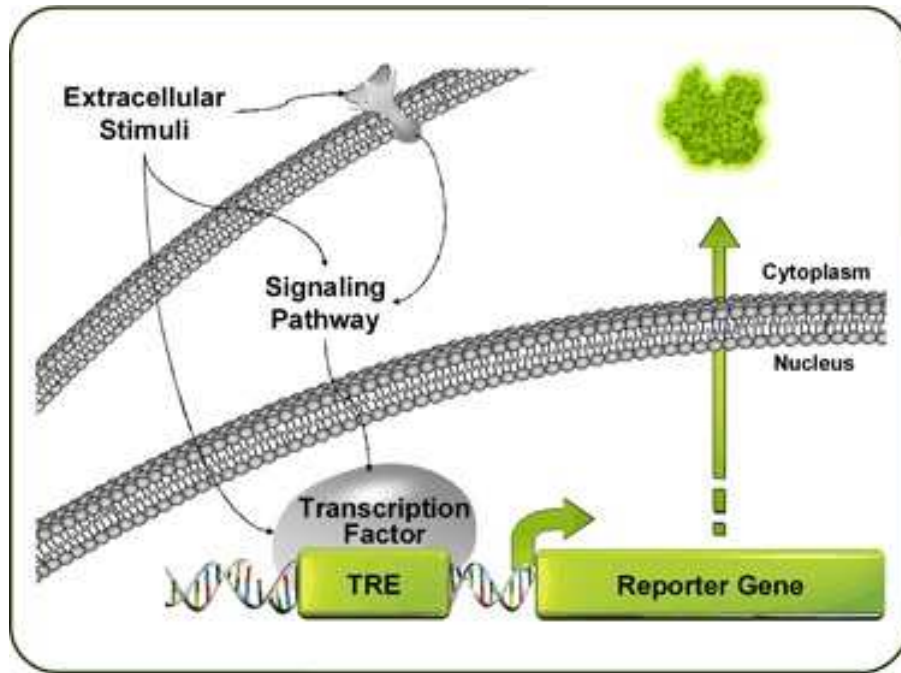 Extracellular
Stimuli
Signaling
Pathway
Cytoplasm
Nucleus
Transcription
Factor
TRE
Reporter Gene